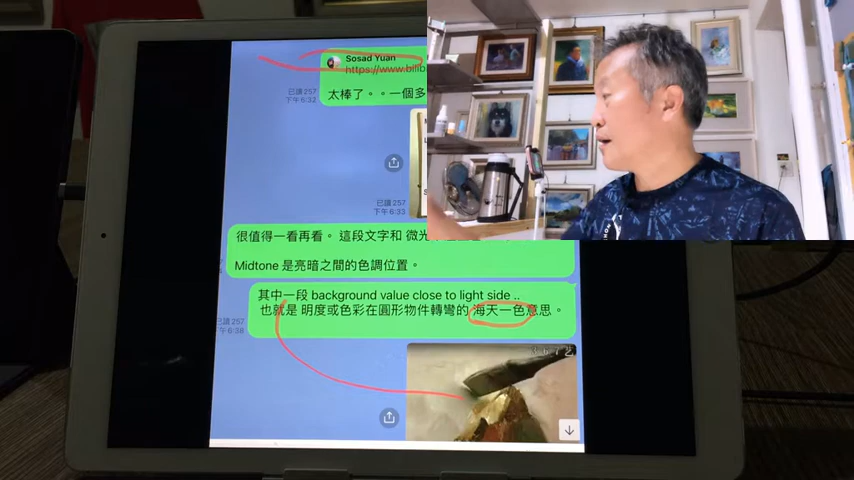 Sosad Yuan
https://www.bilib
太棒了。。一個多
已讀 257
下午 6:32
已讀 257
下午 6:33
很值得一看再看。 這段文字和 微光
Midtone 是亮暗之間的色調位置。
其中一段 background value close to light side ..
也就是 明度或色彩在圓形物件轉彎的 海天一色意思。
已讀 257
下午 6:38
3 6 7 艺